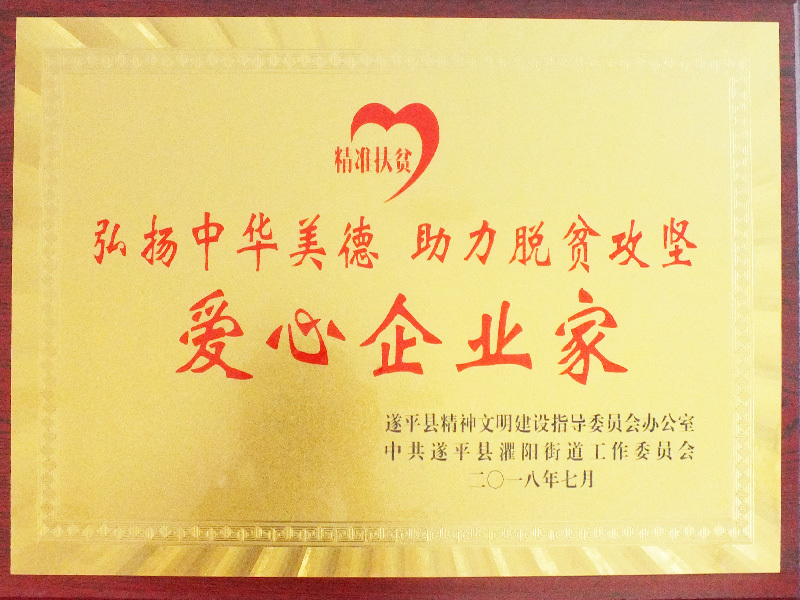 精准扶贫
弘扬中华美德 助力脱贫攻坚
爱心企业家
遂平县精神文明建设指导委员会办公室
中共遂平县灈阳街道工作委员会
二〇一八年七月